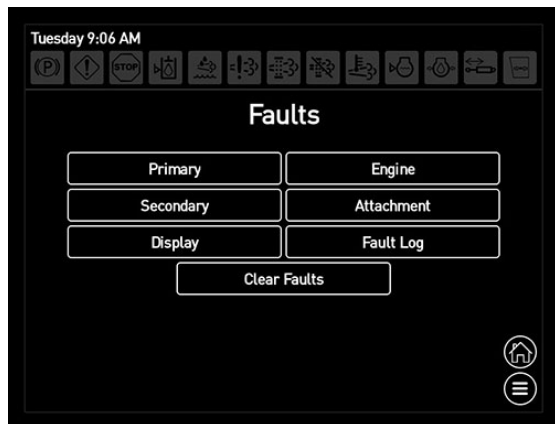 Tuesday 9:06 AM
(P) STOP
Faults
Primary Engine
Secondary Attachment
Display Fault Log
Clear Faults